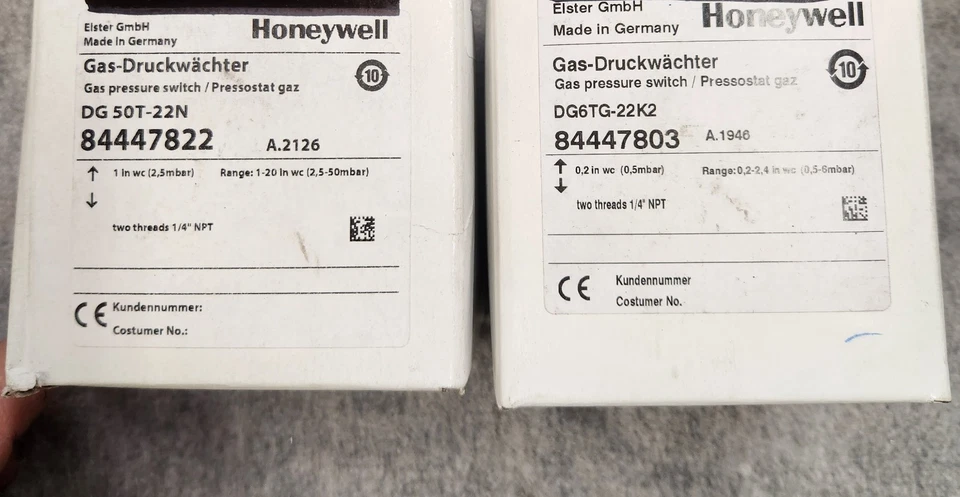 Elster GmbH
Made in Germany
Honeywell
Gas-Druckwächter
10
Gas pressure switch / Pressostat gaz
DG 50T-22N
84447822 A.2126
1 in wc (2,5mbar) Range: 1-20 in wc (2,5-50mbar)
two threads 1/4" NPT
CE Kundennummer:
Costumer No.:
Elster GmbH
Made in Germany
Honeywell
Gas-Druckwächter
10
Gas pressure switch / Pressostat gaz
DG6TG-22K2
84447803 A.1946
0,2 in wc (0,5mbar) Range:0,2-2,4 in wc (0,5-6mbar)
two threads 1/4" NPT
CE Kundennummer
Costumer No.